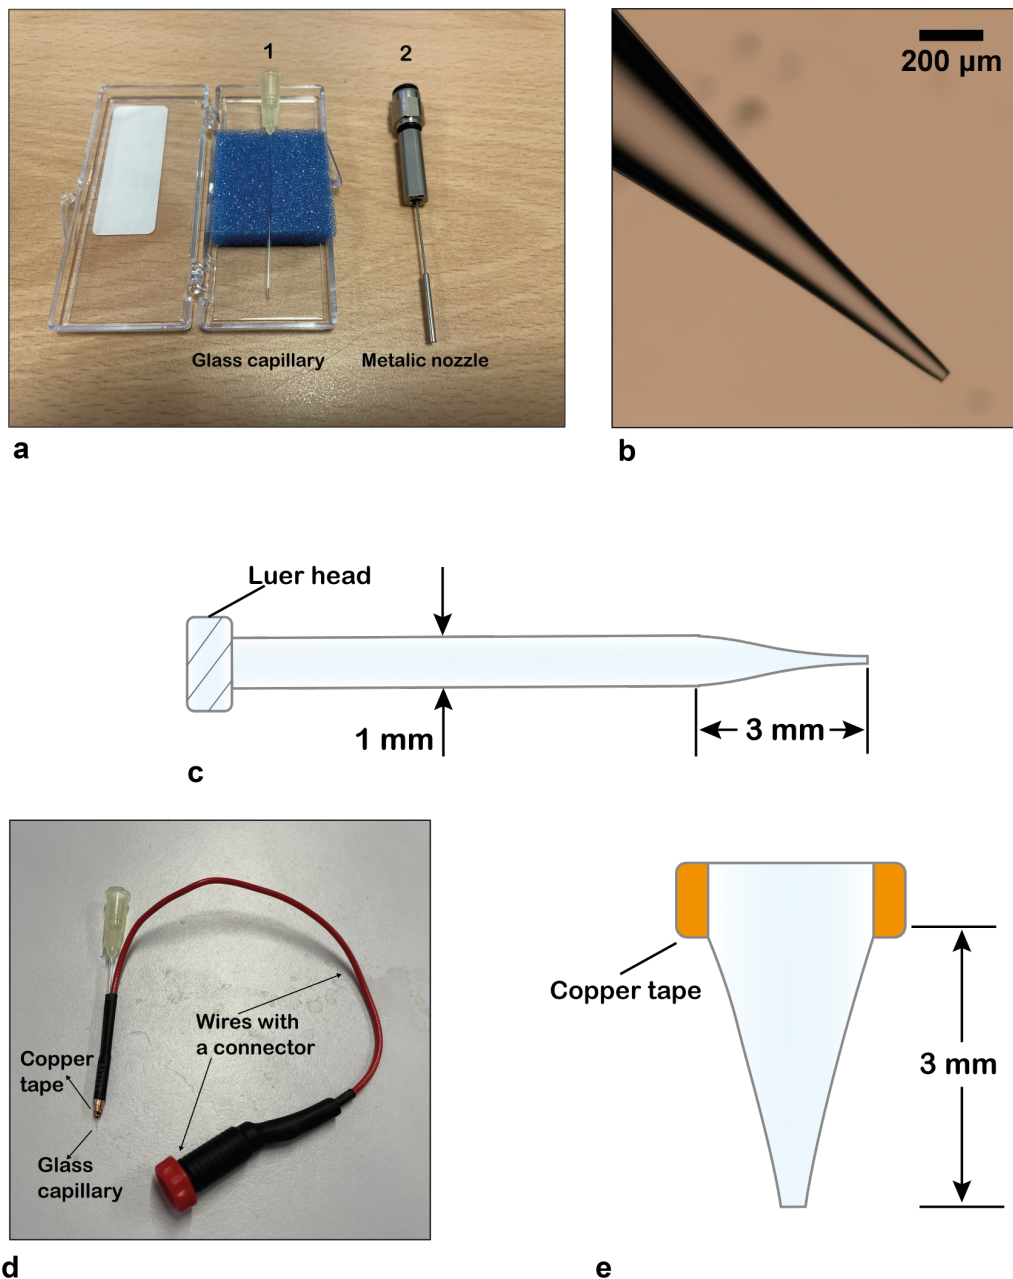 1
2
Glass capillary
Metalic nozzle
a
200 µm
b
Luer head
1 mm
3 mm
c
Wires with
a connector
Copper
tape
Glass
capillary
d
Copper tape
3 mm
e